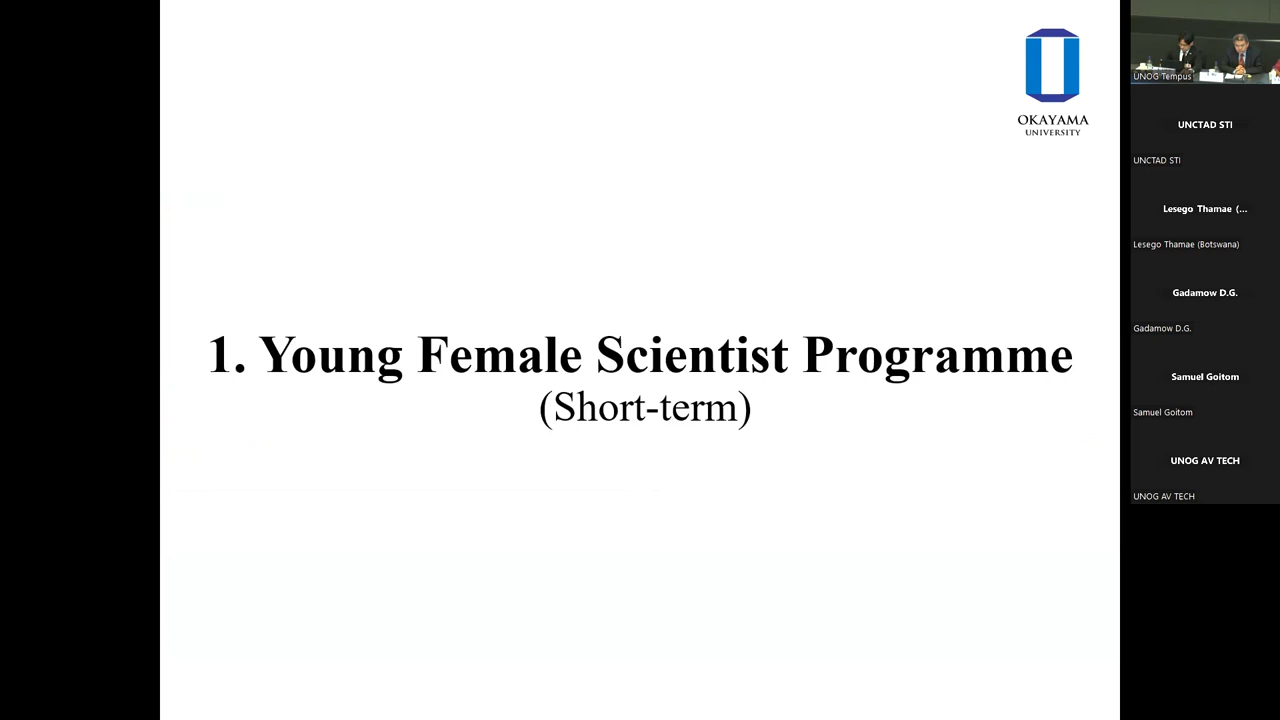 OKAYAMA
UNIVERSITY
1. Young Female Scientist Programme
(Short-term)
UNOG Tempus
UNCTAD STI
UNCTAD STI
Lesego Thamae (...
Lesego Thamae (Botswana)
Gadamow D.G.
Gadamow D.G.
Samuel Goitom
Samuel Goitom
UNOG AV TECH
UNOG AV TECH